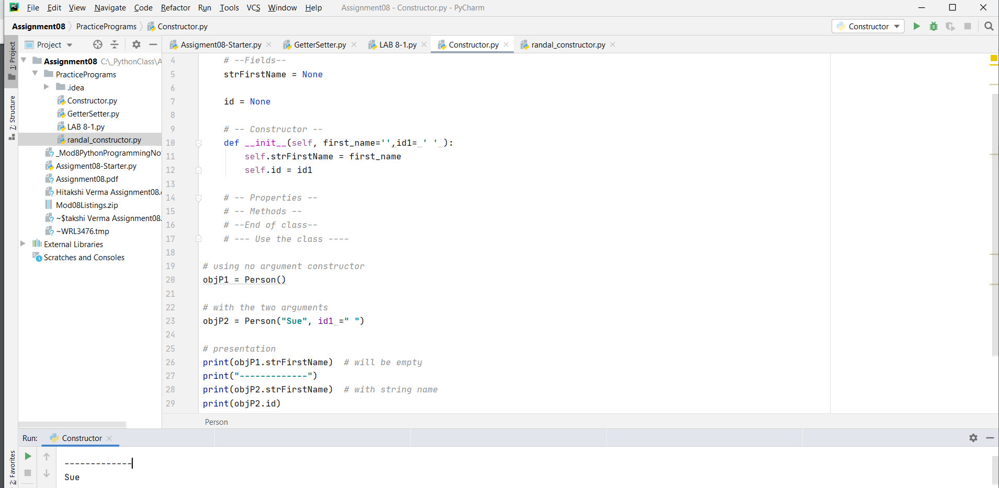 PC File Edit View Navigate Code Refactor Run Tools VCS Window Help Assignment08 - Constructor.py - PyCharm
Assignment08 PracticePrograms Constructor.py Constructor
1: Project
Project
Assigment08-Starter.py GetterSetter.py LAB 8-1.py Constructor.py randal_constructor.py
Assignment08 C:\_PythonClass\A
PracticePrograms
.idea
Constructor.py
GetterSetter.py
LAB 8-1.py
randal_constructor.py
_Mod8PythonProgrammingNo
Assigment08-Starter.py
Assignment08.pdf
Hitakshi Verma Assignment08.
Mod08Listings.zip
~$takshi Verma Assignment08.
~WRL3476.tmp
External Libraries
Scratches and Consoles
7: Structure
2: Favorites
4 # --Fields--
5 strFirstName = None
6
7 id = None
8
9 # -- Constructor --
10 def __init__(self, first_name='',id1= ' ' ):
11 self.strFirstName = first_name
12 self.id = id1
13
14 # -- Properties --
15 # -- Methods --
16 # --End of class--
17 # --- Use the class ----
18
19 # using no argument constructor
20 objP1 = Person()
21
22 # with the two arguments
23 objP2 = Person("Sue", id1 =" ")
24
25 # presentation
26 print(objP1.strFirstName)  # will be empty
27 print("-------------")
28 print(objP2.strFirstName)  # with string name
29 print(objP2.id)
Person
Run: Constructor
-------------
Sue